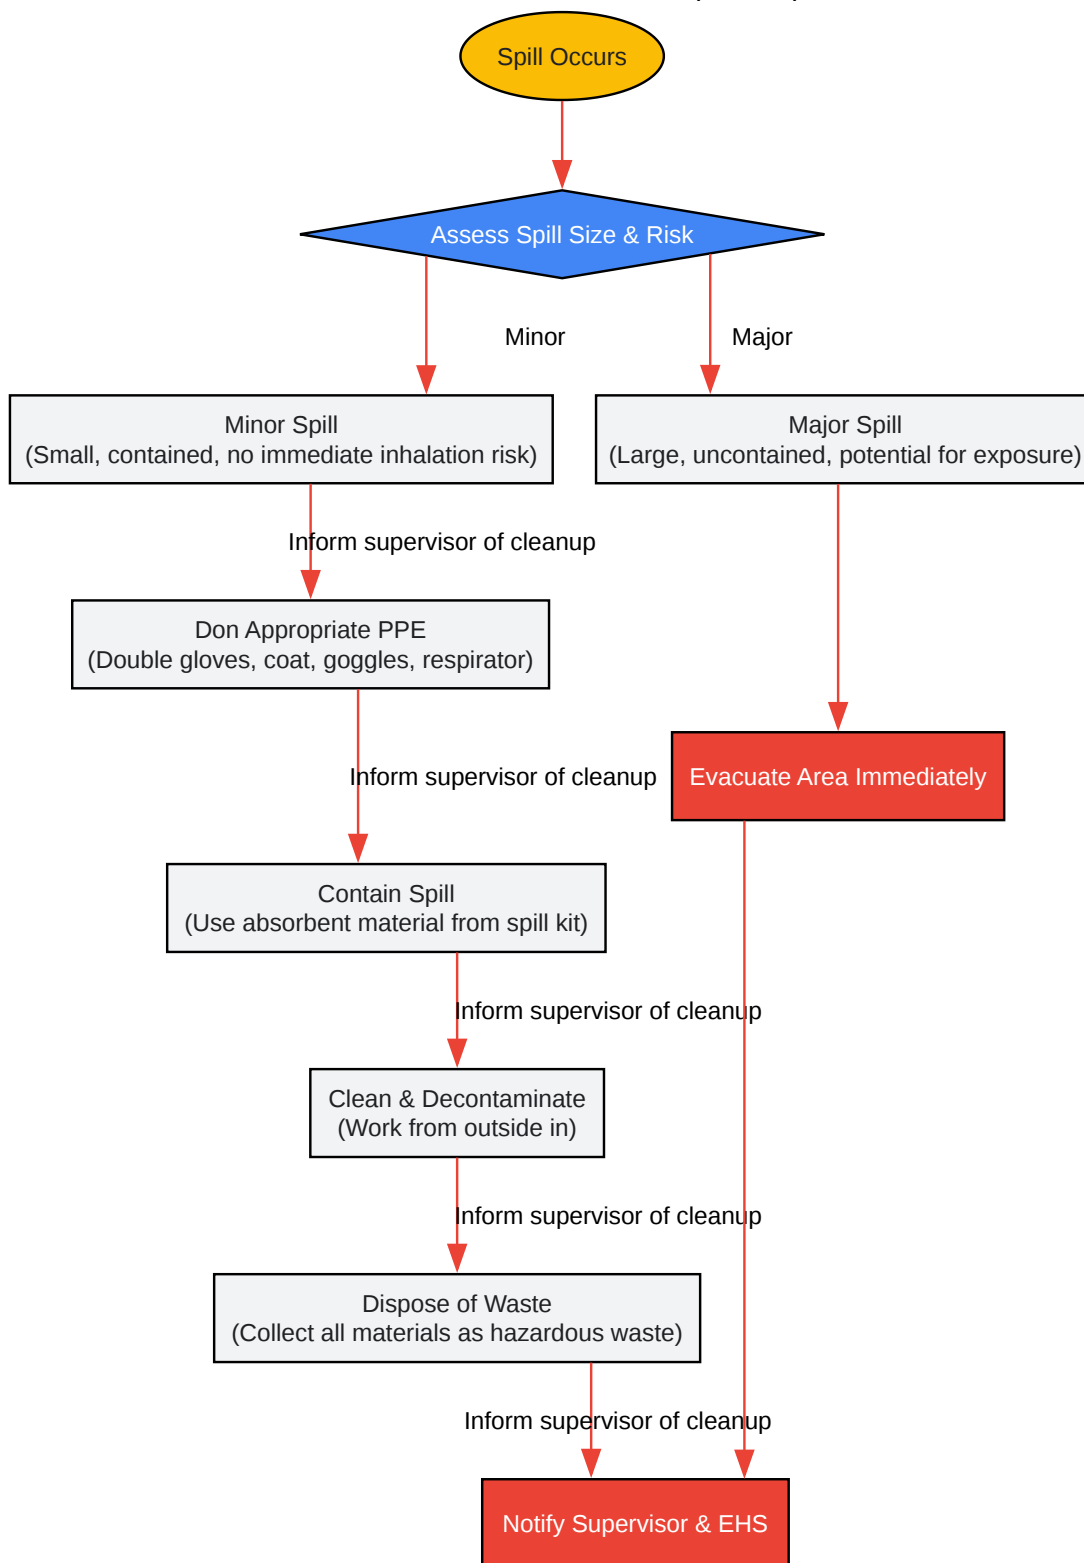 Spill Occurs
Assess Spill Size & Risk
Minor
Major
Minor Spill
(Small, contained, no immediate inhalation risk)
Major Spill
(Large, uncontained, potential for exposure)
Inform supervisor of cleanup
Don Appropriate PPE
(Double gloves, coat, goggles, respirator)
Inform supervisor of cleanup
Evacuate Area Immediately
Contain Spill
(Use absorbent material from spill kit)
Inform supervisor of cleanup
Clean & Decontaminate
(Work from outside in)
Inform supervisor of cleanup
Dispose of Waste
(Collect all materials as hazardous waste)
Inform supervisor of cleanup
Notify Supervisor & EHS